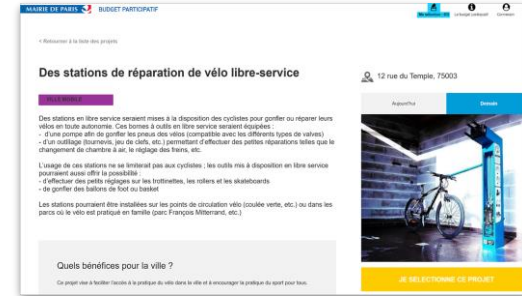 MAIRIE DE PARIS BUDGET PARTICIPATIF
< Retourner à la liste des projets
Des stations de réparation de vélo libre-service
12 rue du Temple, 75003
Aujourd'hui Demain
Des stations en libre service seraient mises à la disposition des cyclistes pour gonfler ou réparer leurs
vélos en toute autonomie. Ces bornes à outils en libre service seraient équipées :
- d'une pompe afin de gonfler les pneus des vélos (compatible avec les différents types de valves)
- d'un outillage (tournevis, jeu de clefs, etc.) permettant d'effectuer des petites réparations telles que le
changement de chambre à air, le réglage des freins, etc.
L'usage de ces stations ne se limiterait pas aux cyclistes ; les outils mis à disposition en libre service
pourraient aussi offrir la possibilité :
- d'effectuer des petits réglages sur les trottinettes, les rollers et les skateboards
- de gonfler des ballons de foot ou basket
Les stations pourraient être installées sur les points de circulation vélo (coulée verte, etc.) ou dans les
parcs où le vélo est pratiqué en famille (parc François Mitterrand, etc.)
Quels bénéfices pour la ville ?
Ce projet vise à faciliter l'accès à la pratique du vélo dans la ville et à encourager la pratique du sport pour tous.
JE SELECTIONNE CE PROJET